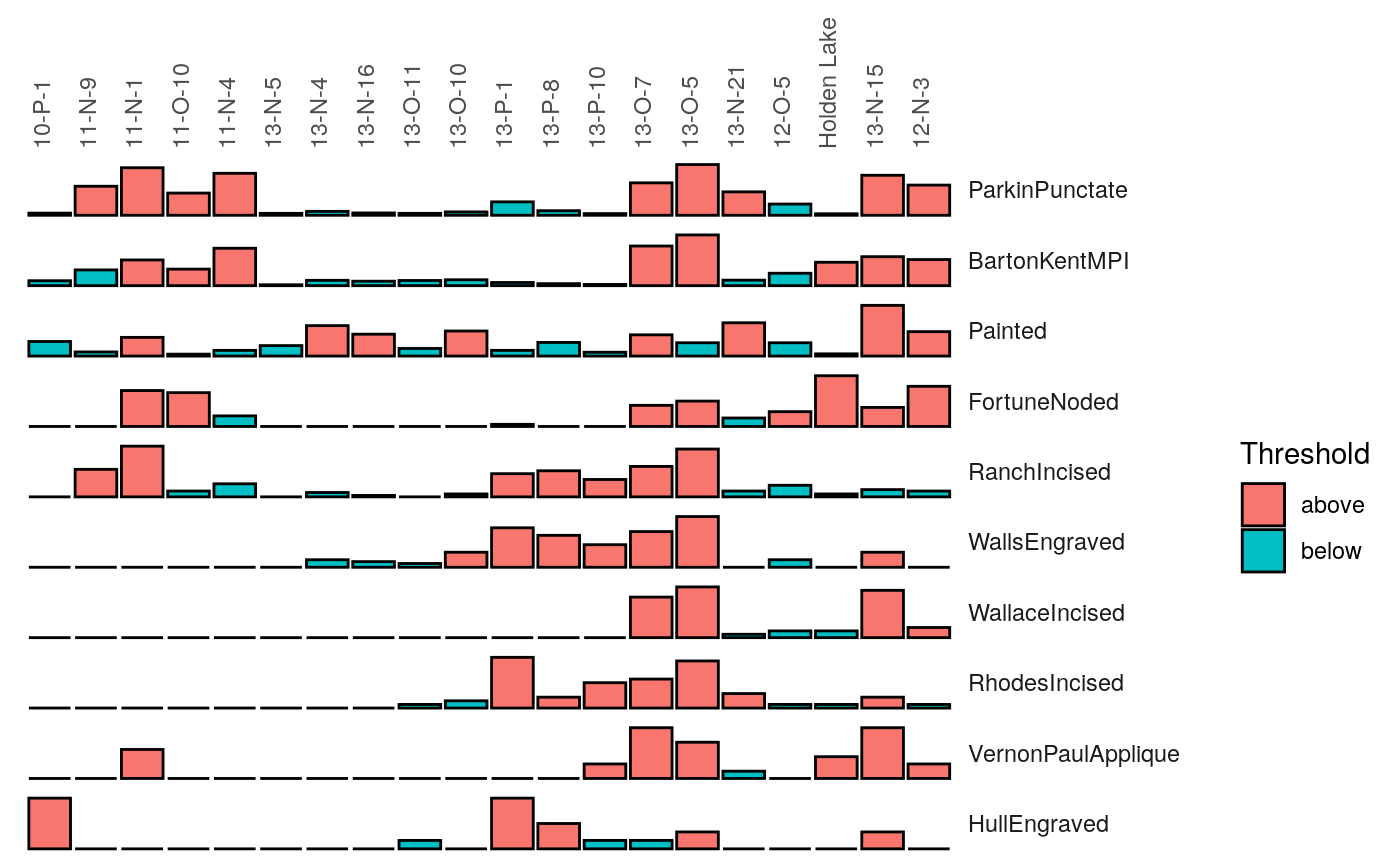 10-P-1
11-N-9
11-N-1
11-O-10
11-N-4
13-N-5
13-N-4
13-N-16
13-O-11
13-O-10
13-P-1
13-P-8
13-P-10
13-O-7
13-O-5
13-N-21
12-O-5
Holden Lake
13-N-15
12-N-3
ParkinPunctate
BartonKentMPI
Painted
FortuneNoded
RanchIncised
WallsEngraved
WallaceIncised
RhodesIncised
VernonPaulApplique
HullEngraved
Threshold
above
below